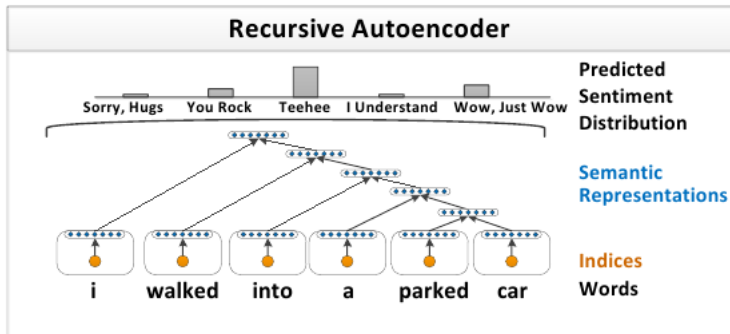 Recursive Autoencoder
Predicted
Sentiment
Distribution
Sorry, Hugs You Rock Teehee I Understand Wow, Just Wow
Semantic
Representations
Indices
Words
i walked into a parked car